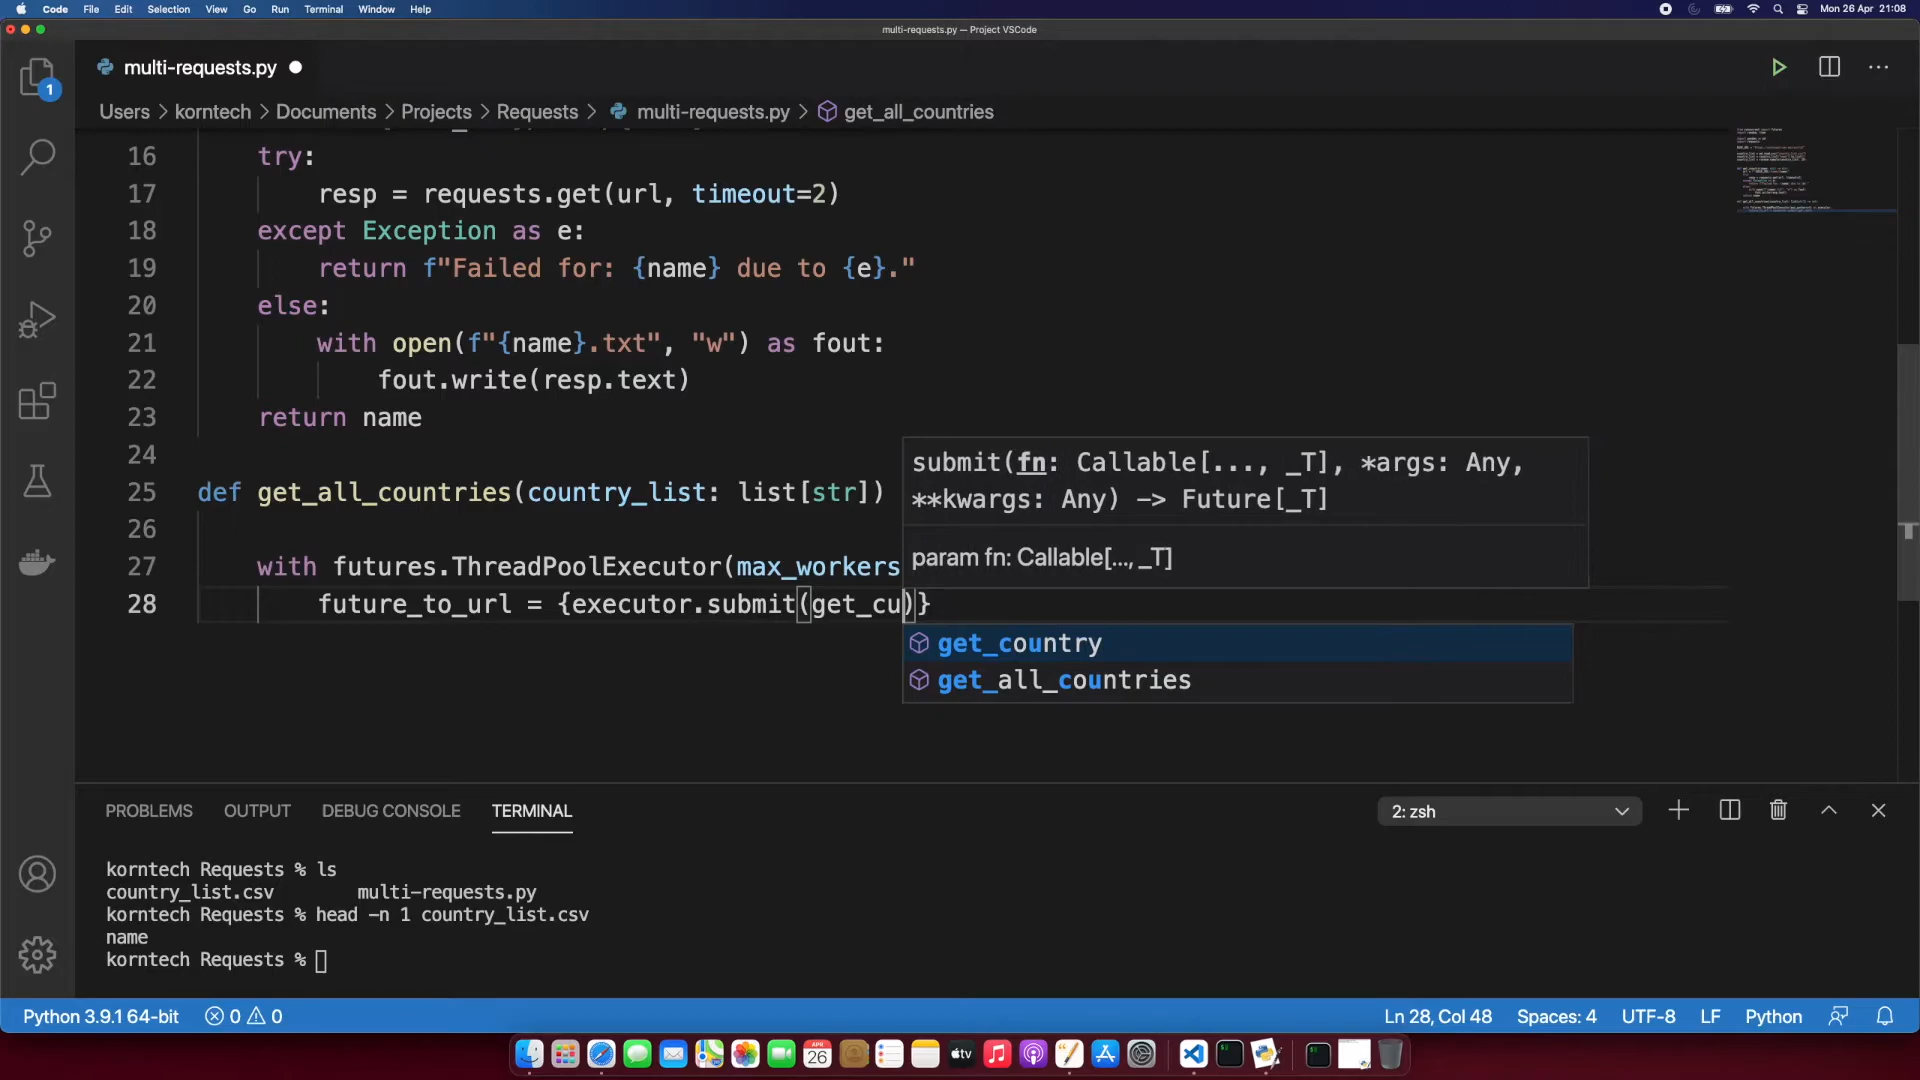 Code File Edit Selection View Go Run Terminal Window Help Mon 26 Apr 21:08
multi-requests.py — Project VSCode
1
multi-requests.py
Users > korntech > Documents > Projects > Requests > multi-requests.py > get_all_countries
16 try:
17 resp = requests.get(url, timeout=2)
18 except Exception as e:
19 return f"Failed for: {name} due to {e}."
20 else:
21 with open(f"{name}.txt", "w") as fout:
22 fout.write(resp.text)
23 return name
24
25 def get_all_countries(country_list: list[str])
26
27 with futures.ThreadPoolExecutor(max_workers
28 future_to_url = {executor.submit(get_cu)}
submit(fn: Callable[..., _T], *args: Any,
**kwargs: Any) -> Future[_T]
param fn: Callable[..., _T]
get_country
get_all_countries
PROBLEMS OUTPUT DEBUG CONSOLE TERMINAL 2: zsh
korntech Requests % ls
country_list.csv multi-requests.py
korntech Requests % head -n 1 country_list.csv
name
korntech Requests %
Python 3.9.1 64-bit 0 0 Ln 28, Col 48 Spaces: 4 UTF-8 LF Python
APR
26
tv